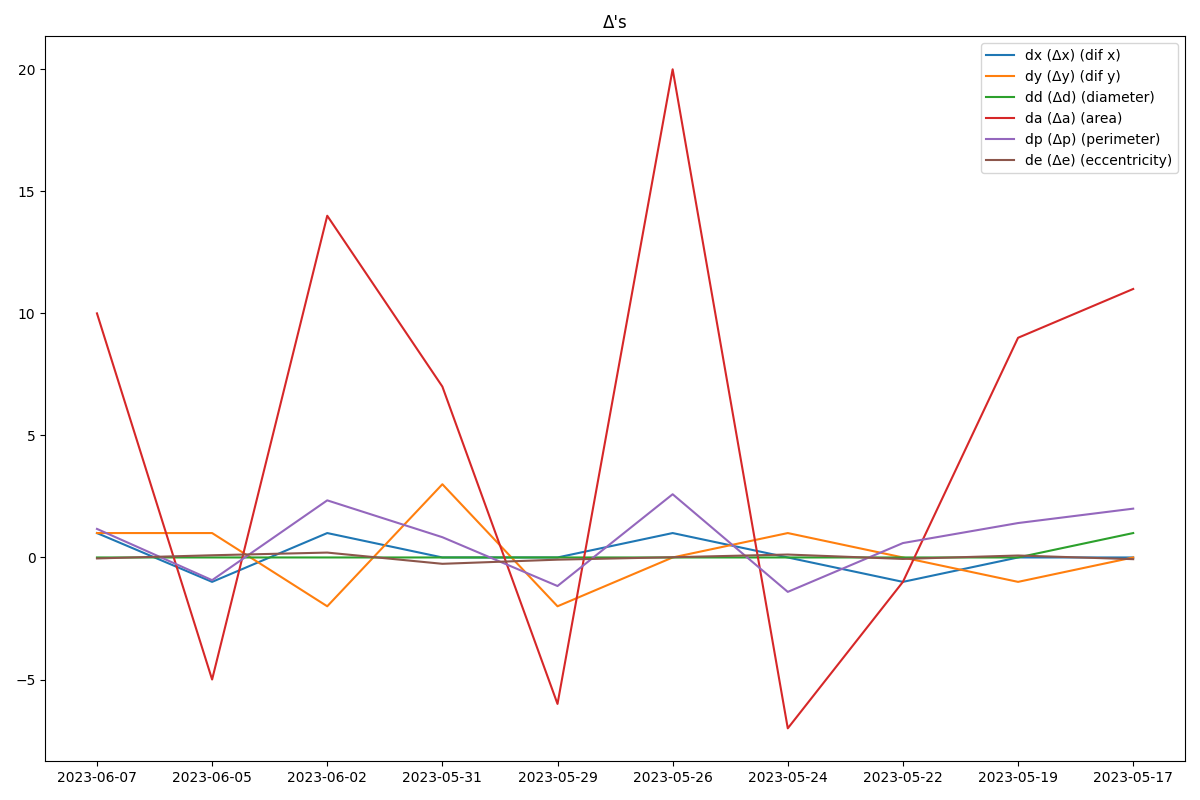 Δ's
dx (Δx) (dif x)
dy (Δy) (dif y)
dd (Δd) (diameter)
da (Δa) (area)
dp (Δp) (perimeter)
de (Δe) (eccentricity)
20
15
10
5
0
−5
2023-06-07 2023-06-05 2023-06-02 2023-05-31 2023-05-29 2023-05-26 2023-05-24 2023-05-22 2023-05-19 2023-05-17